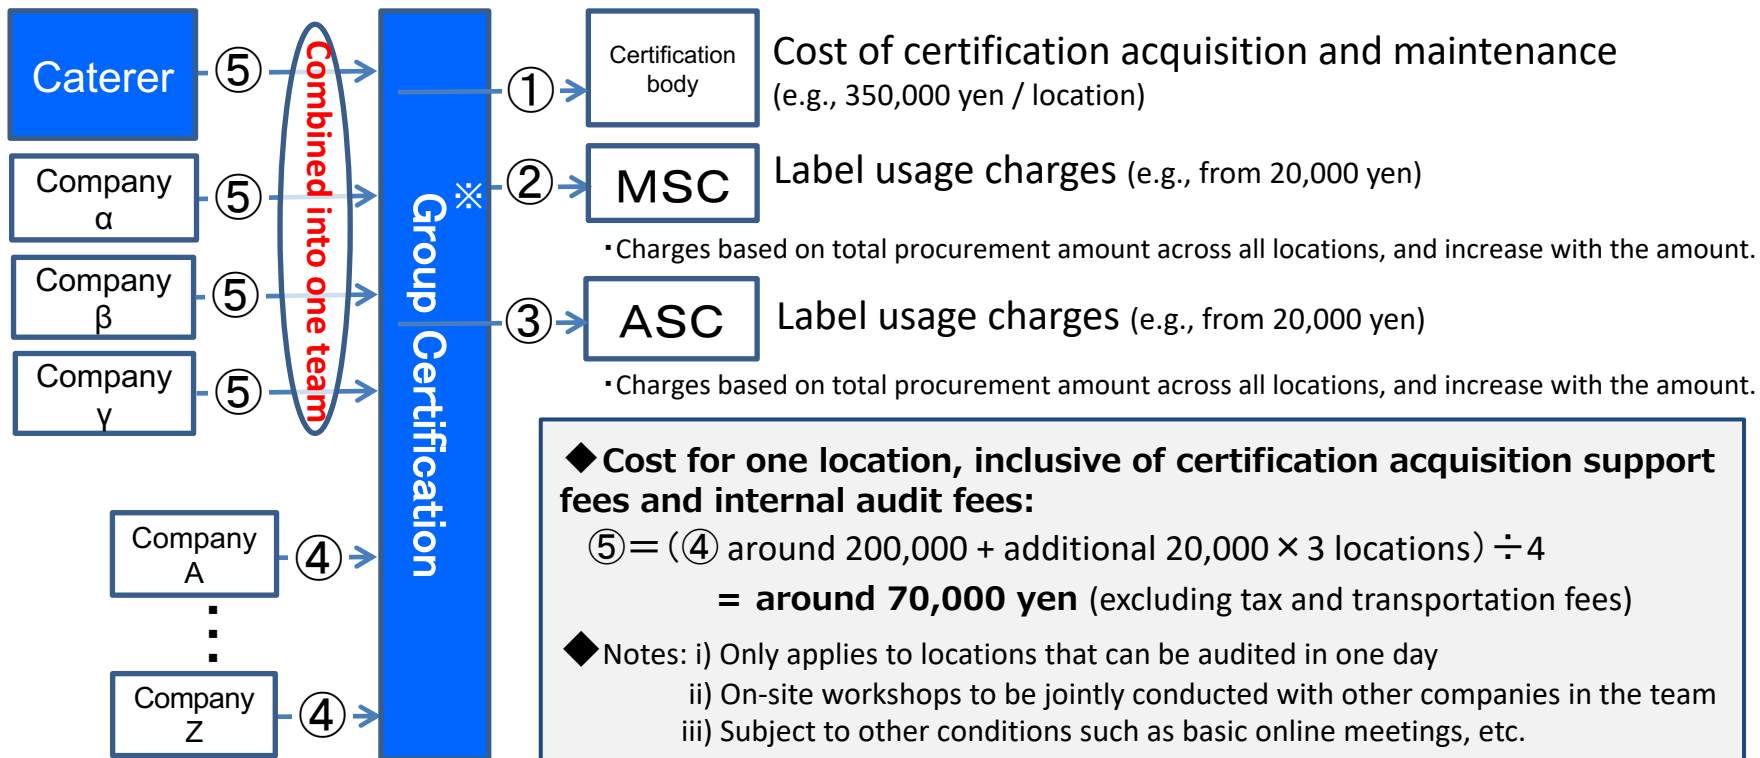 Caterer
⑤
Company
α
⑤
Company
β
⑤
Company
γ
⑤
Combined into one team
Company
A
④
Company
Z
④
Group Certification
※
①
Certification
body
Cost of certification acquisition and maintenance
(e.g., 350,000 yen / location)
②
MSC
Label usage charges (e.g., from 20,000 yen)
・Charges based on total procurement amount across all locations, and increase with the amount.
③
ASC
Label usage charges (e.g., from 20,000 yen)
・Charges based on total procurement amount across all locations, and increase with the amount.
◆Cost for one location, inclusive of certification acquisition support
fees and internal audit fees:
⑤＝（④ around 200,000 + additional 20,000 × 3 locations）÷4
= around 70,000 yen (excluding tax and transportation fees)
◆Notes: i) Only applies to locations that can be audited in one day
ii) On-site workshops to be jointly conducted with other companies in the team
iii) Subject to other conditions such as basic online meetings, etc.